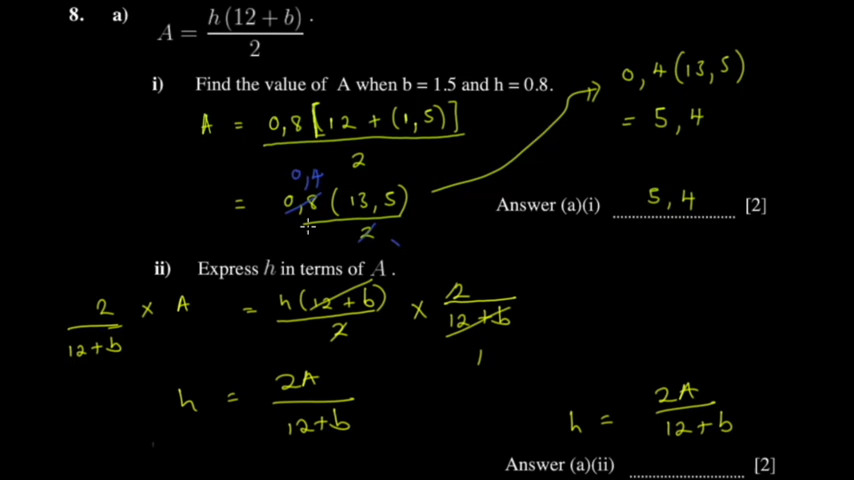 8. a) A = h(12 + b) / 2 .
i) Find the value of A when b = 1.5 and h = 0.8.
A = 0,8[12 + (1,5)] / 2
0,4
= 0,8(13,5) / 2
0,4(13,5)
= 5,4
Answer (a)(i) 5,4 [2]
ii) Express h in terms of A .
2 / 12+b × A = h(12 + b) / 2 × 2 / 12+b
1
h = 2A / 12+b
h = 2A / 12+b
Answer (a)(ii) ........................ [2]